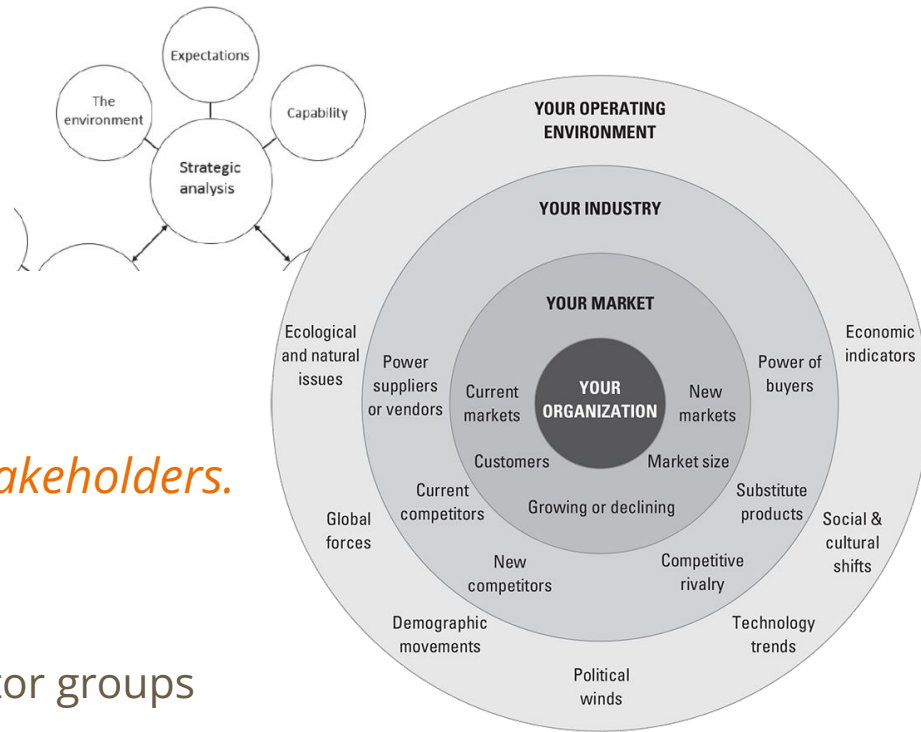 Expectations
The
environment
Capability
Strategic
analysis
YOUR OPERATING
ENVIRONMENT
YOUR INDUSTRY
YOUR MARKET
YOUR
ORGANIZATION
Current
markets
New
markets
Customers
Market size
Growing or declining
Power
suppliers
or vendors
Power of
buyers
Current
competitors
Substitute
products
New
competitors
Competitive
rivalry
Ecological
and natural
issues
Economic
indicators
Global
forces
Social &
cultural
shifts
Demographic
movements
Technology
trends
Political
winds
akeholders.
tor groups